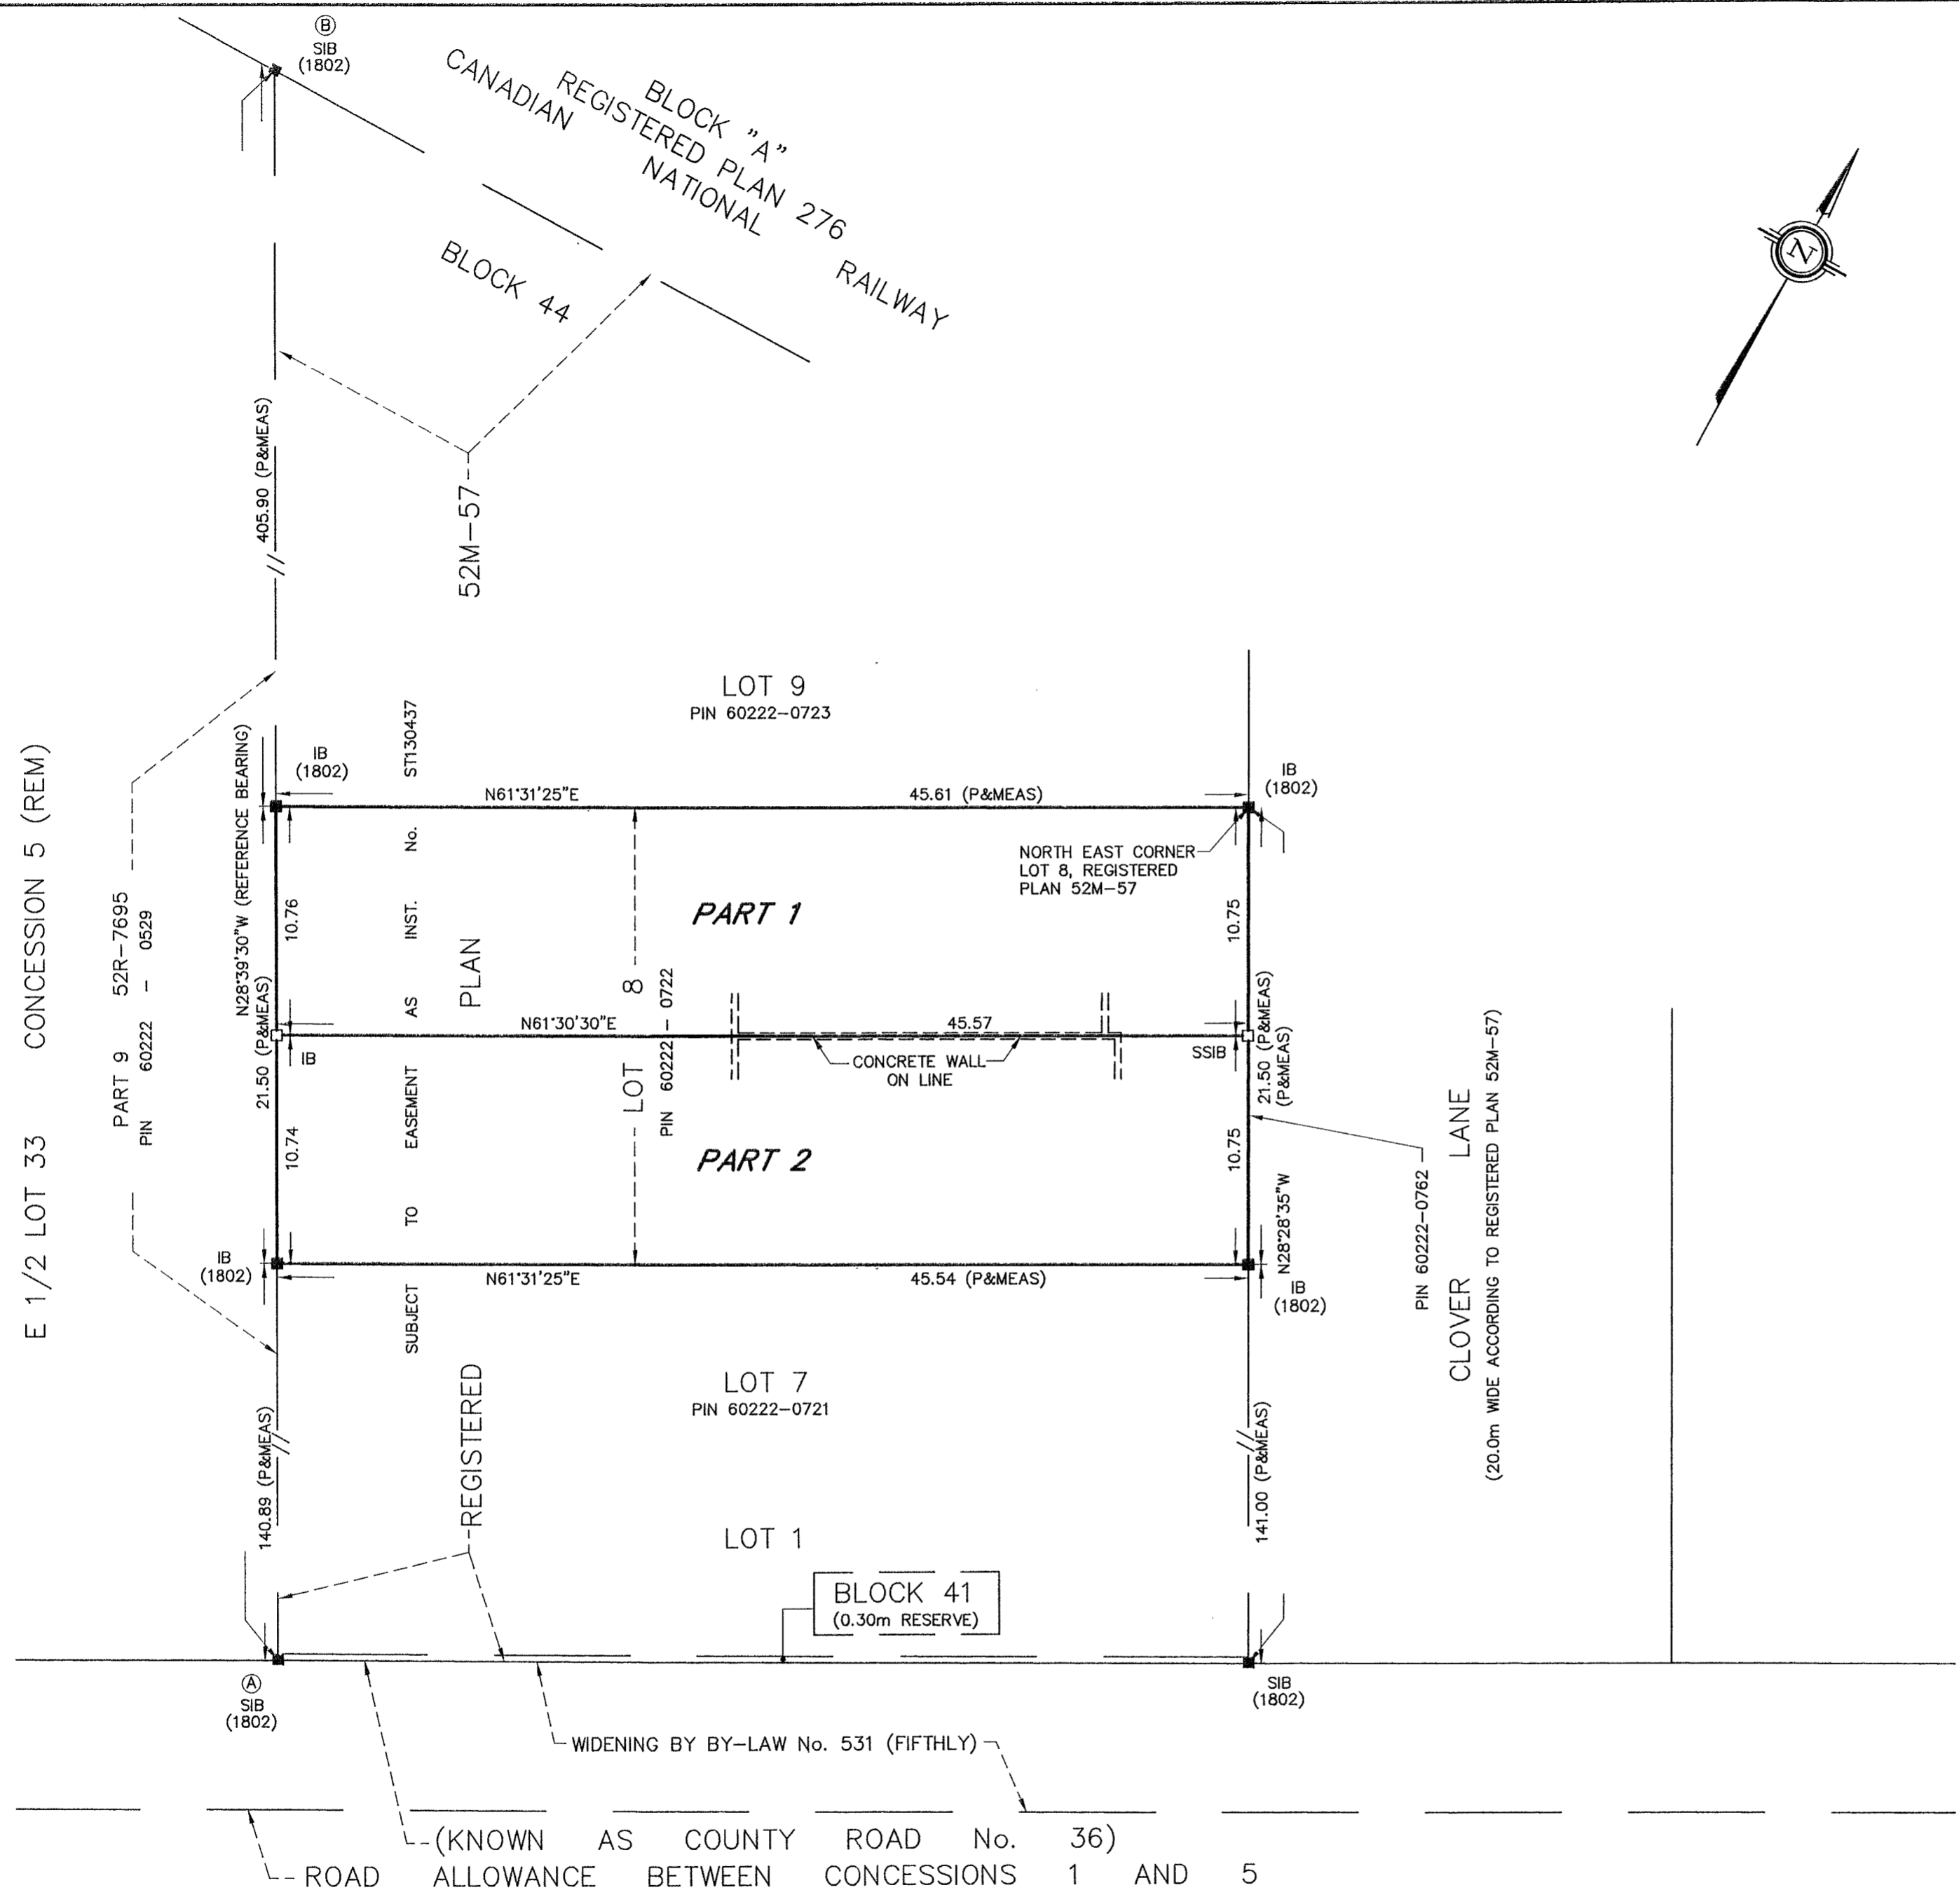 Ⓑ
SIB
(1802)
BLOCK "A"
REGISTERED PLAN 276
CANADIAN NATIONAL RAILWAY
BLOCK 44
N
405.90 (P&MEAS)
52M-57
LOT 9
PIN 60222-0723
E 1/2 LOT 33 CONCESSION 5 (REM)
PART 9 52R-7695
PIN 60222 - 0529
N28°39'30"W (REFERENCE BEARING)
21.50 (P&MEAS)
IB
(1802)
N61°31'25"E
45.61 (P&MEAS)
IB
(1802)
NORTH EAST CORNER
LOT 8, REGISTERED
PLAN 52M-57
10.76
PART 1
10.75
SUBJECT TO EASEMENT AS INST. No. ST130437
PLAN
LOT 8
PIN 60222-0722
N61°30'30"E
45.57
IB
SSIB
CONCRETE WALL
ON LINE
21.50 (P&MEAS)
(P&MEAS)
10.74
PART 2
10.75
N28°28'35"W
PIN 60222-0762
CLOVER LANE
(20.0m WIDE ACCORDING TO REGISTERED PLAN 52M-57)
IB
(1802)
N61°31'25"E
45.54 (P&MEAS)
IB
(1802)
LOT 7
PIN 60222-0721
REGISTERED
140.89 (P&MEAS)
141.00 (P&MEAS)
LOT 1
BLOCK 41
(0.30m RESERVE)
Ⓐ
SIB
(1802)
SIB
(1802)
WIDENING BY BY-LAW No. 531 (FIFTHLY)
(KNOWN AS COUNTY ROAD No. 36)
ROAD ALLOWANCE BETWEEN CONCESSIONS 1 AND 5